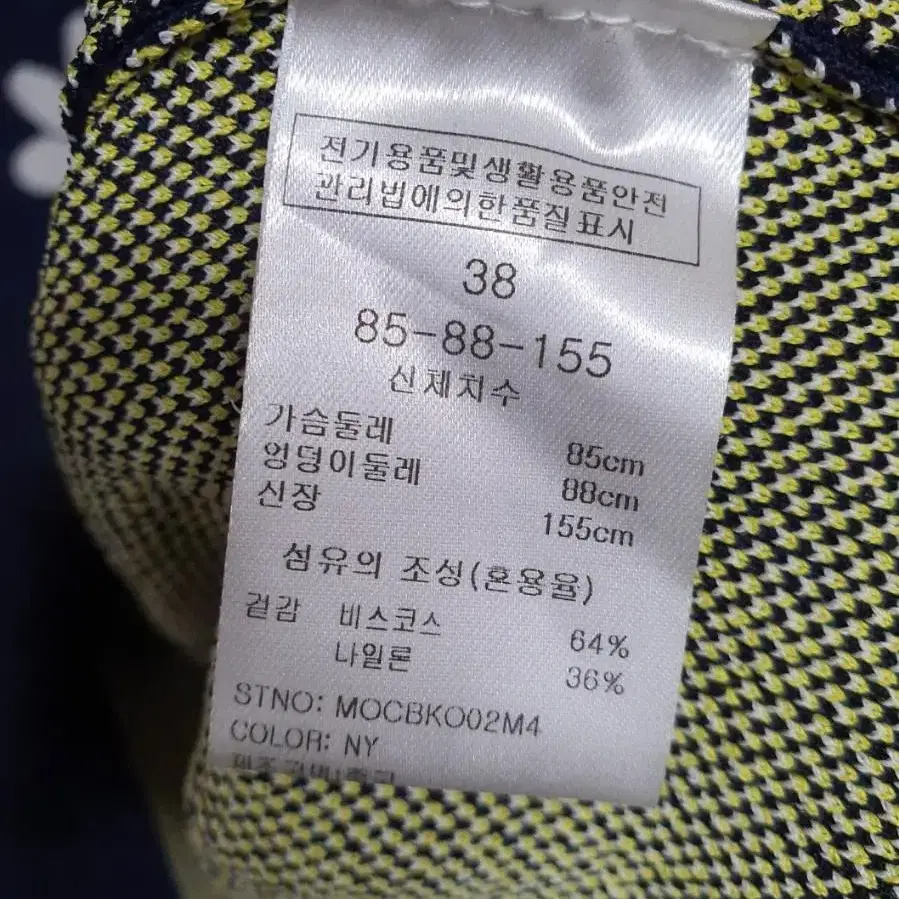 전기용품및생활용품안전
관리법에의한품질표시
38
85-88-155
신체치수
가슴둘레 85cm
엉덩이둘레 88cm
신장 155cm
섬유의 조성(혼용율)
겉감 비스코스 64%
나일론 36%
STNO: MOCBKO02M4
COLOR: NY